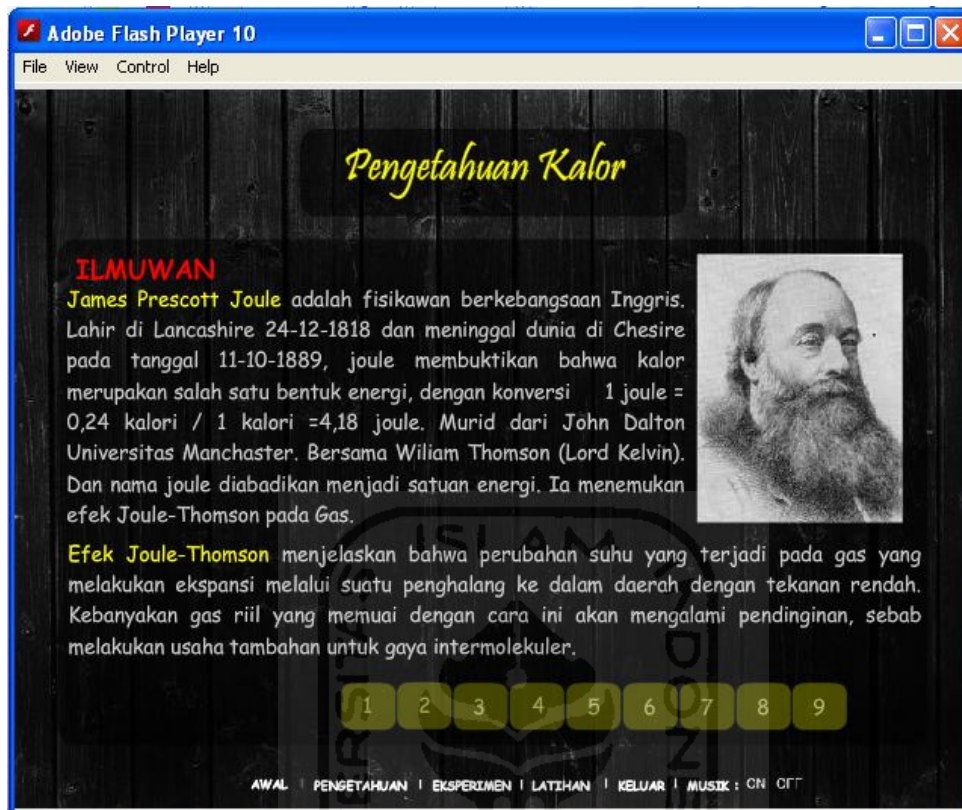 Adobe Flash Player 10
File View Control Help
Pengetahuan Kalor
ILMUWAN
James Prescott Joule adalah fisikawan berkebangsaan Inggris.
Lahir di Lancashire 24-12-1818 dan meninggal dunia di Chesire
pada tanggal 11-10-1889, joule membuktikan bahwa kalor
merupakan salah satu bentuk energi, dengan konversi 1 joule =
0,24 kalori / 1 kalori =4,18 joule. Murid dari John Dalton
Universitas Manchaster. Bersama Wiliam Thomson (Lord Kelvin).
Dan nama joule diabadikan menjadi satuan energi. Ia menemukan
efek Joule-Thomson pada Gas.
Efek Joule-Thomson menjelaskan bahwa perubahan suhu yang terjadi pada gas yang
melakukan ekspansi melalui suatu penghalang ke dalam daerah dengan tekanan rendah.
Kebanyakan gas riil yang memuai dengan cara ini akan mengalami pendinginan, sebab
melakukan usaha tambahan untuk gaya intermolekuler.
1 2 3 4 5 6 7 8 9
AWAL | PENGETAHUAN | EKSPERIMEN | LATIHAN | KELUAR | MUSIK : ON OFF
ISLAM